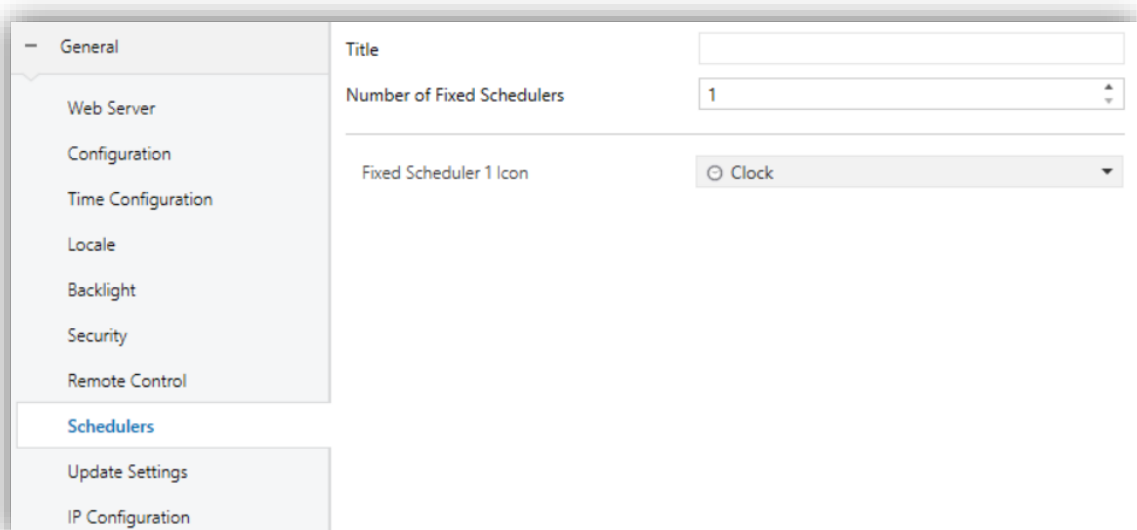 General
Web Server
Configuration
Time Configuration
Locale
Backlight
Security
Remote Control
Schedulers
Update Settings
IP Configuration
Title
Number of Fixed Schedulers 1
Fixed Scheduler 1 Icon Clock